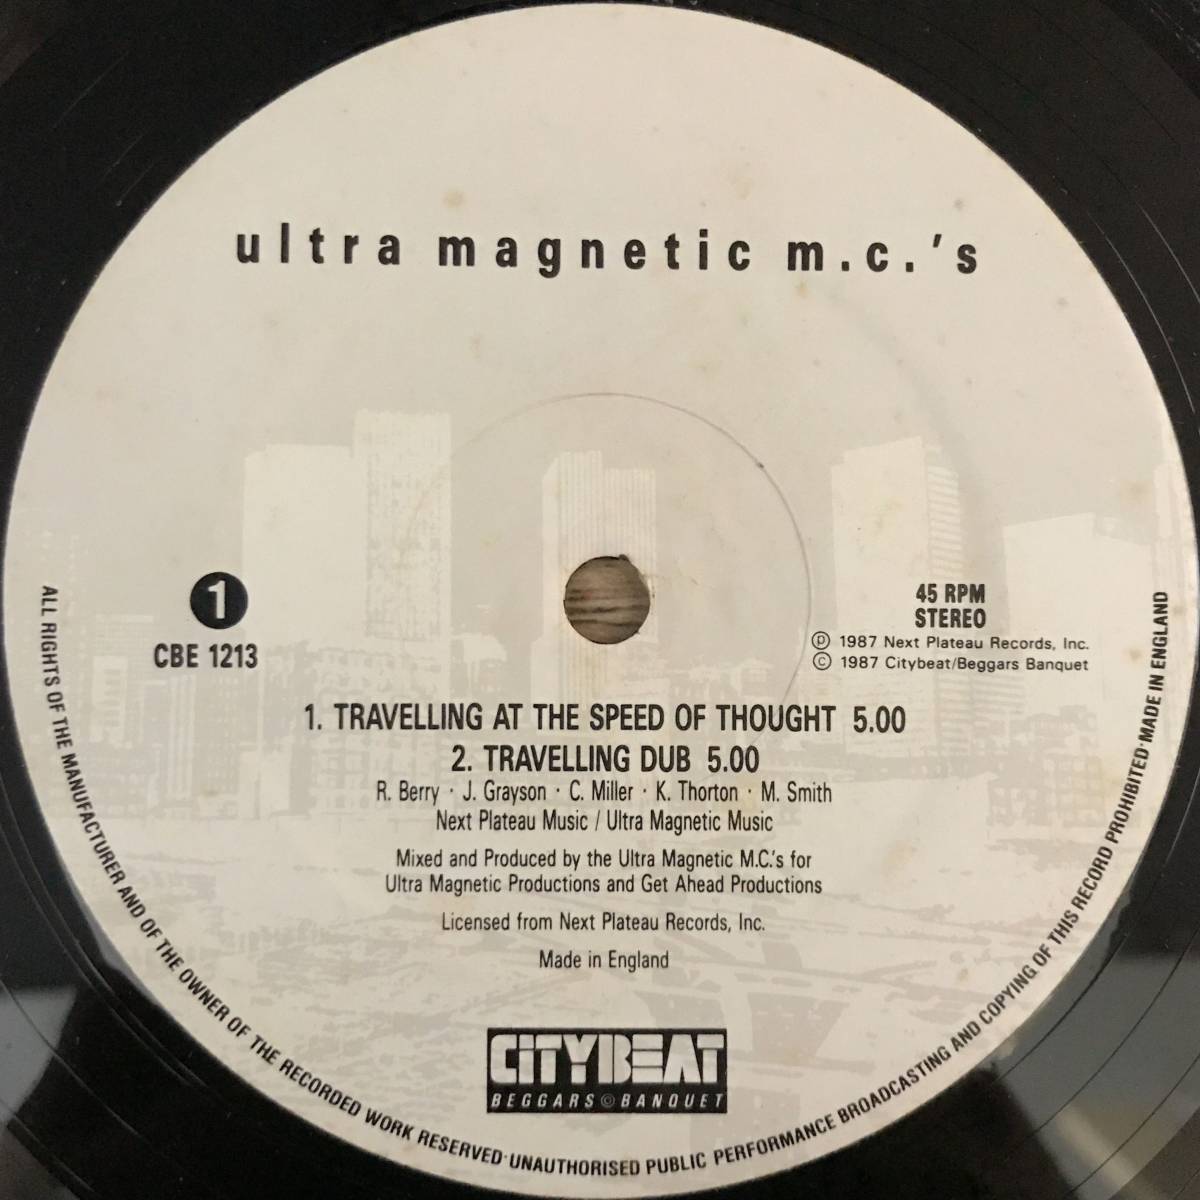 ultra magnetic m.c.'s
1
CBE 1213
45 RPM
STEREO
℗ 1987 Next Plateau Records, Inc.
© 1987 Citybeat/Beggars Banquet
1. TRAVELLING AT THE SPEED OF THOUGHT 5.00
2. TRAVELLING DUB 5.00
R. Berry · J. Grayson · C. Miller · K. Thorton · M. Smith
Next Plateau Music / Ultra Magnetic Music
Mixed and Produced by the Ultra Magnetic M.C.'s for
Ultra Magnetic Productions and Get Ahead Productions
Licensed from Next Plateau Records, Inc.
Made in England
CITYBEAT
BEGGARS © BANQUET
ALL RIGHTS OF THE MANUFACTURER AND OF THE OWNER OF THE RECORDED WORK RESERVED · UNAUTHORISED PUBLIC PERFORMANCE BROADCASTING AND COPYING OF THIS RECORD PROHIBITED · MADE IN ENGLAND